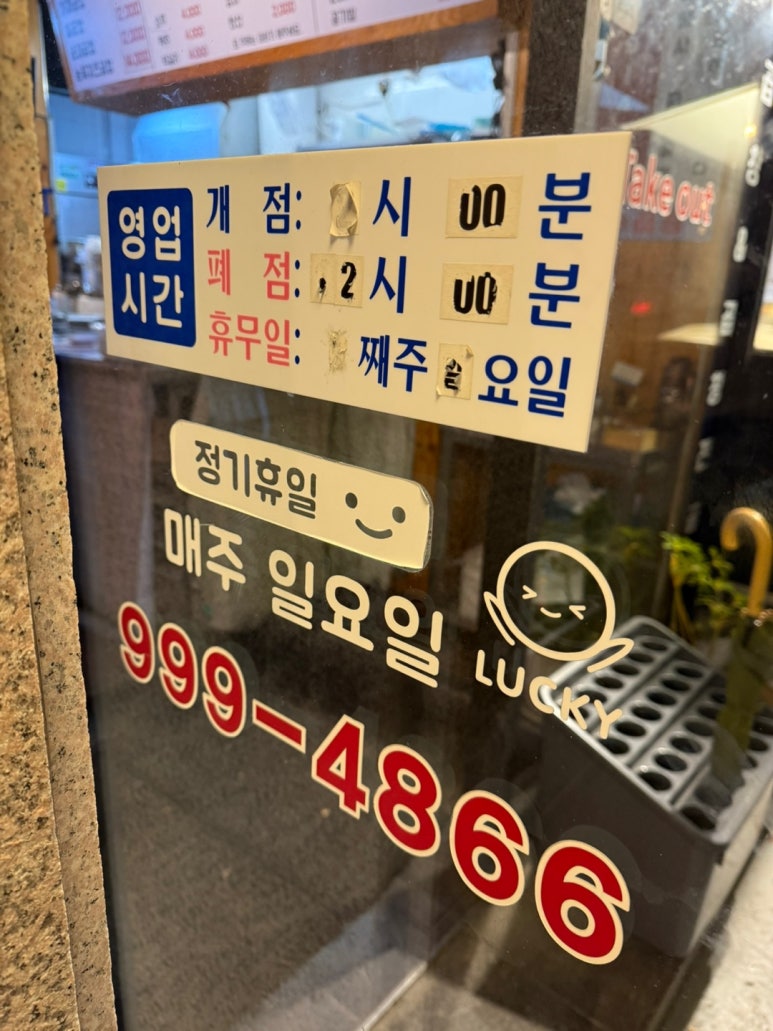 영업
시간
개 점: 시 00 분
폐 점: 2 시 00 분
휴무일: 째주 요일
정기휴일
매주 일요일
LUCKY
999-4866
Take out